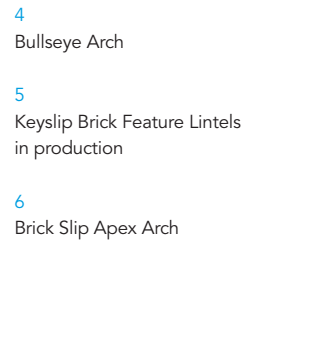 4
Bullseye Arch
5
Keyslip Brick Feature Lintels
in production
6
Brick Slip Apex Arch